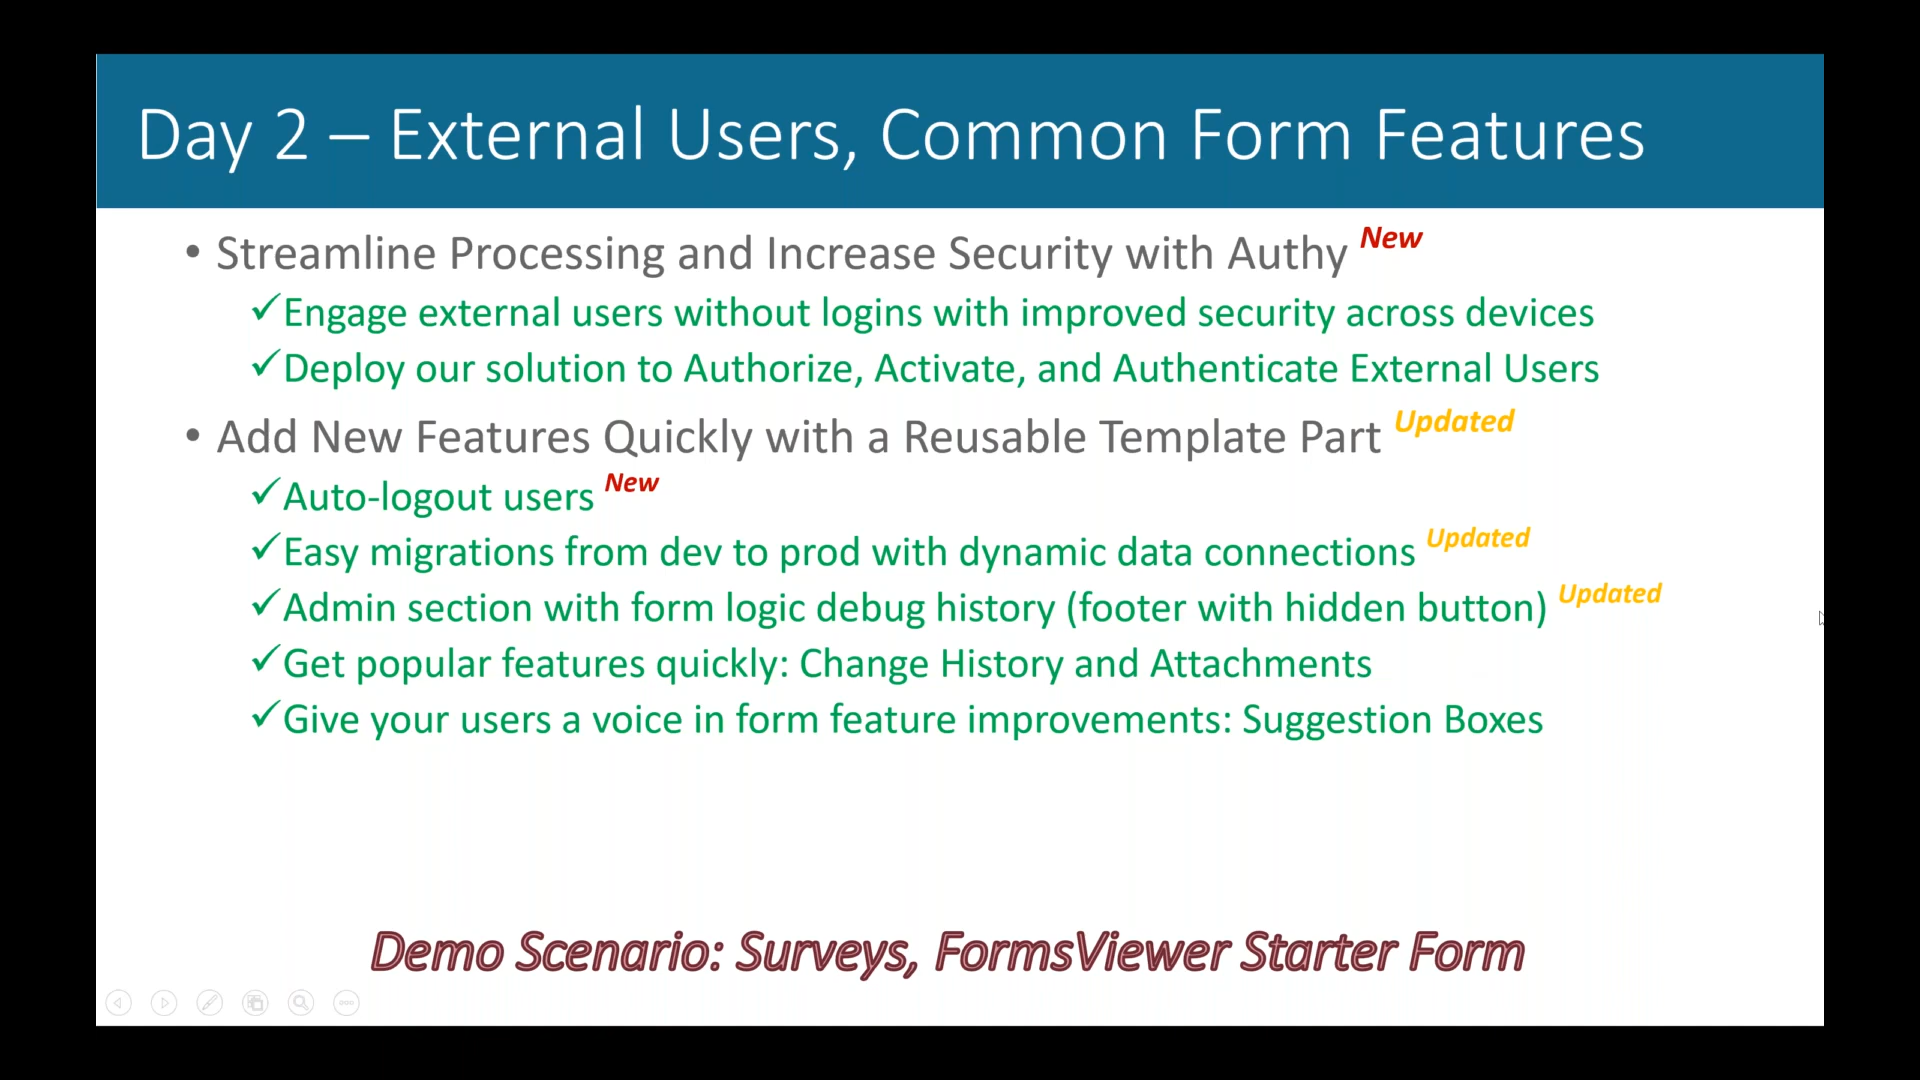 Day 2 – External Users, Common Form Features
• Streamline Processing and Increase Security with Authy New
✓Engage external users without logins with improved security across devices
✓Deploy our solution to Authorize, Activate, and Authenticate External Users
• Add New Features Quickly with a Reusable Template Part Updated
✓Auto-logout users New
✓Easy migrations from dev to prod with dynamic data connections Updated
✓Admin section with form logic debug history (footer with hidden button) Updated
✓Get popular features quickly: Change History and Attachments
✓Give your users a voice in form feature improvements: Suggestion Boxes
Demo Scenario: Surveys, FormsViewer Starter Form